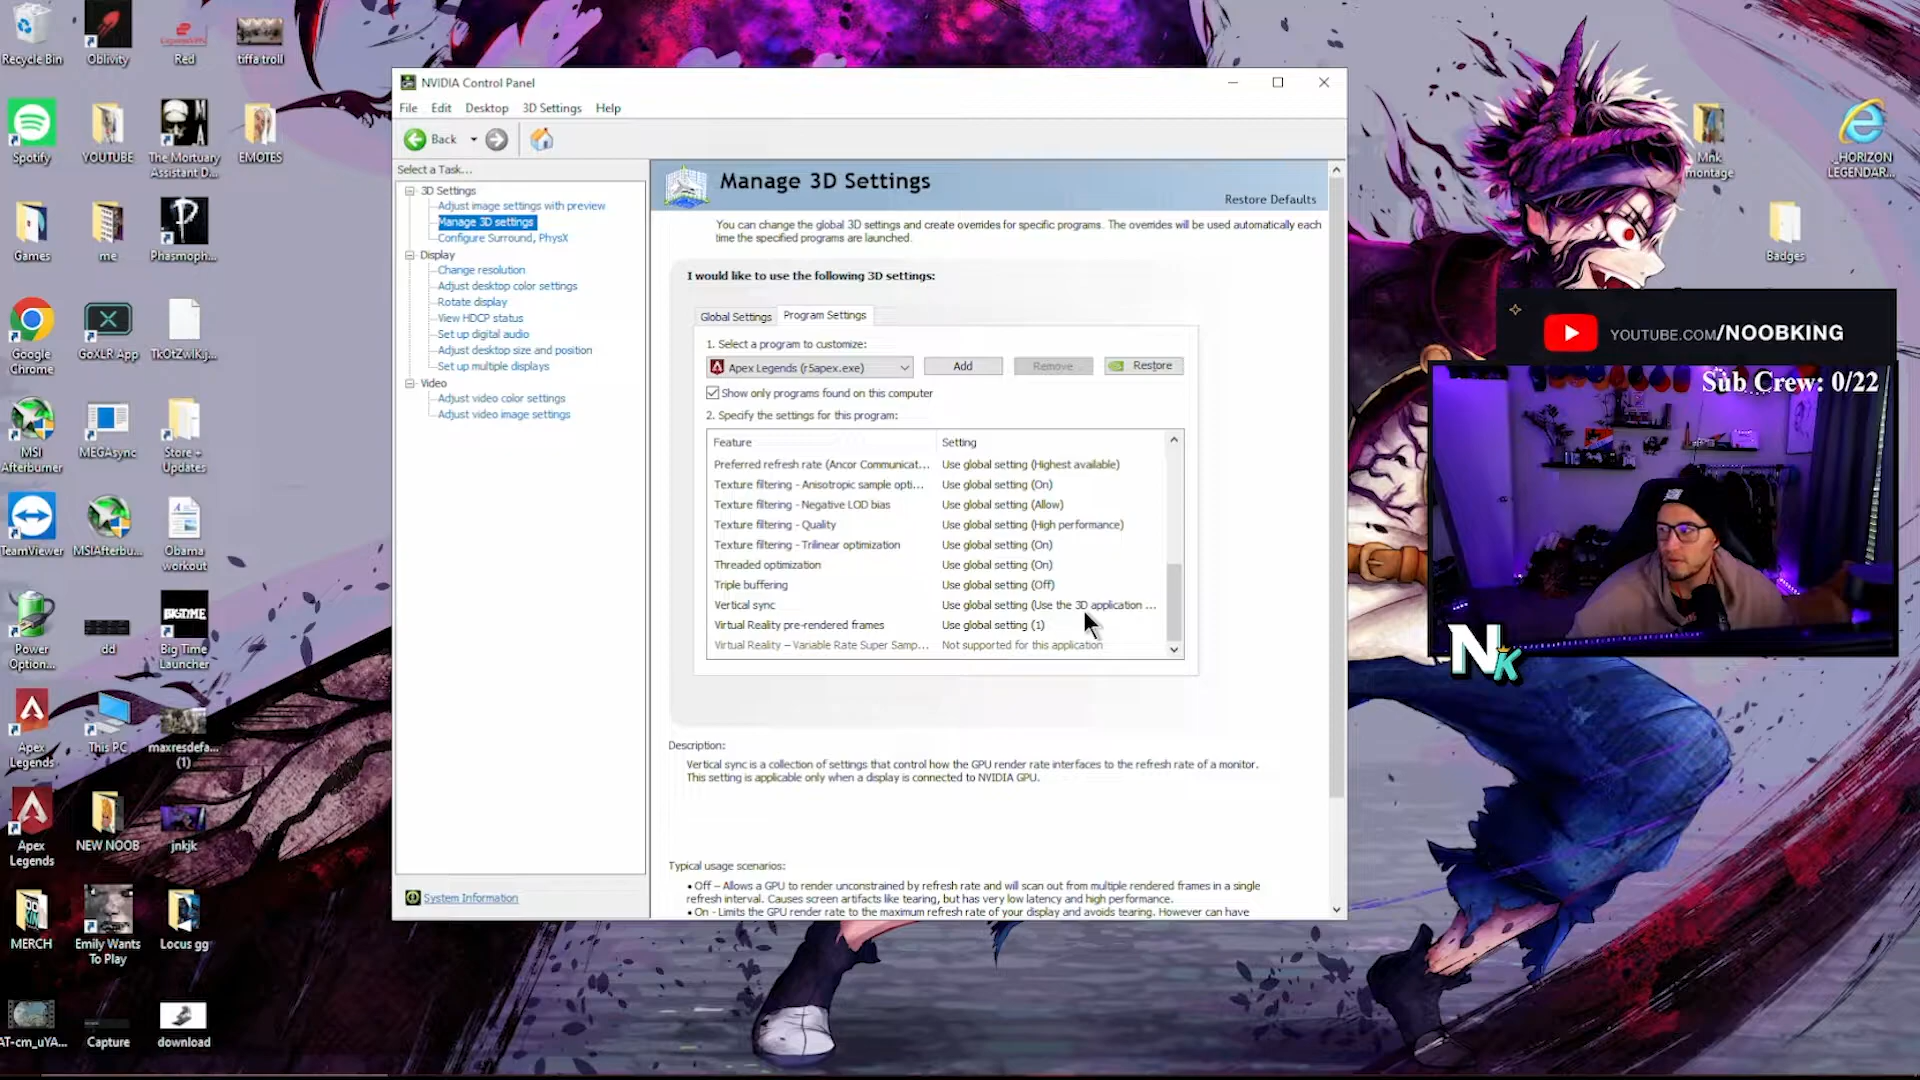 Recycle Bin
Oblivity
Red
tiffa troll
Spotify
YOUTUBE
The Mortuary
Assistant D...
EMOTES
Games
me
Phasmoph...
Google
Chrome
GoXLR App
TkOtZwlK.j...
MSI
Afterburner
MEGAsync
Store +
Updates
TeamViewer
MSIAfterbu...
Obama
workout
Power
Option...
dd
BIGTIME
Big Time
Launcher
Apex
Legends
This PC
maxresdefa...
(1)
Apex
Legends
NEW NOOB
jnkjk
MERCH
Emily Wants
To Play
Locus gg
AT-cm_uYA...
Capture
download
NVIDIA Control Panel
File Edit Desktop 3D Settings Help
Back
Select a Task...
3D Settings
Adjust image settings with preview
Manage 3D settings
Configure Surround, PhysX
Display
Change resolution
Adjust desktop color settings
Rotate display
View HDCP status
Set up digital audio
Adjust desktop size and position
Set up multiple displays
Video
Adjust video color settings
Adjust video image settings
System Information
Manage 3D Settings
Restore Defaults
You can change the global 3D settings and create overrides for specific programs. The overrides will be used automatically each
time the specified programs are launched.
I would like to use the following 3D settings:
Global Settings Program Settings
1. Select a program to customize:
Apex Legends (r5apex.exe) Add Remove Restore
Show only programs found on this computer
2. Specify the settings for this program:
Feature Setting
Preferred refresh rate (Ancor Communicat... Use global setting (Highest available)
Texture filtering - Anisotropic sample opti... Use global setting (On)
Texture filtering - Negative LOD bias Use global setting (Allow)
Texture filtering - Quality Use global setting (High performance)
Texture filtering - Trilinear optimization Use global setting (On)
Threaded optimization Use global setting (On)
Triple buffering Use global setting (Off)
Vertical sync Use global setting (Use the 3D application ...
Virtual Reality pre-rendered frames Use global setting (1)
Virtual Reality – Variable Rate Super Samp... Not supported for this application
Description:
Vertical sync is a collection of settings that control how the GPU render rate interfaces to the refresh rate of a monitor.
This setting is applicable only when a display is connected to NVIDIA GPU.
Typical usage scenarios:
• Off – Allows a GPU to render unconstrained by refresh rate and will scan out from multiple rendered frames in a single
refresh interval. Causes screen artifacts like tearing, but has very low latency and high performance.
• On - Limits the GPU render rate to the maximum refresh rate of your display and avoids tearing. However can have
Mnk
montage
_HORIZON
LEGENDAR...
Badges
YOUTUBE.COM/NOOBKING
Sub Crew: 0/22
NK